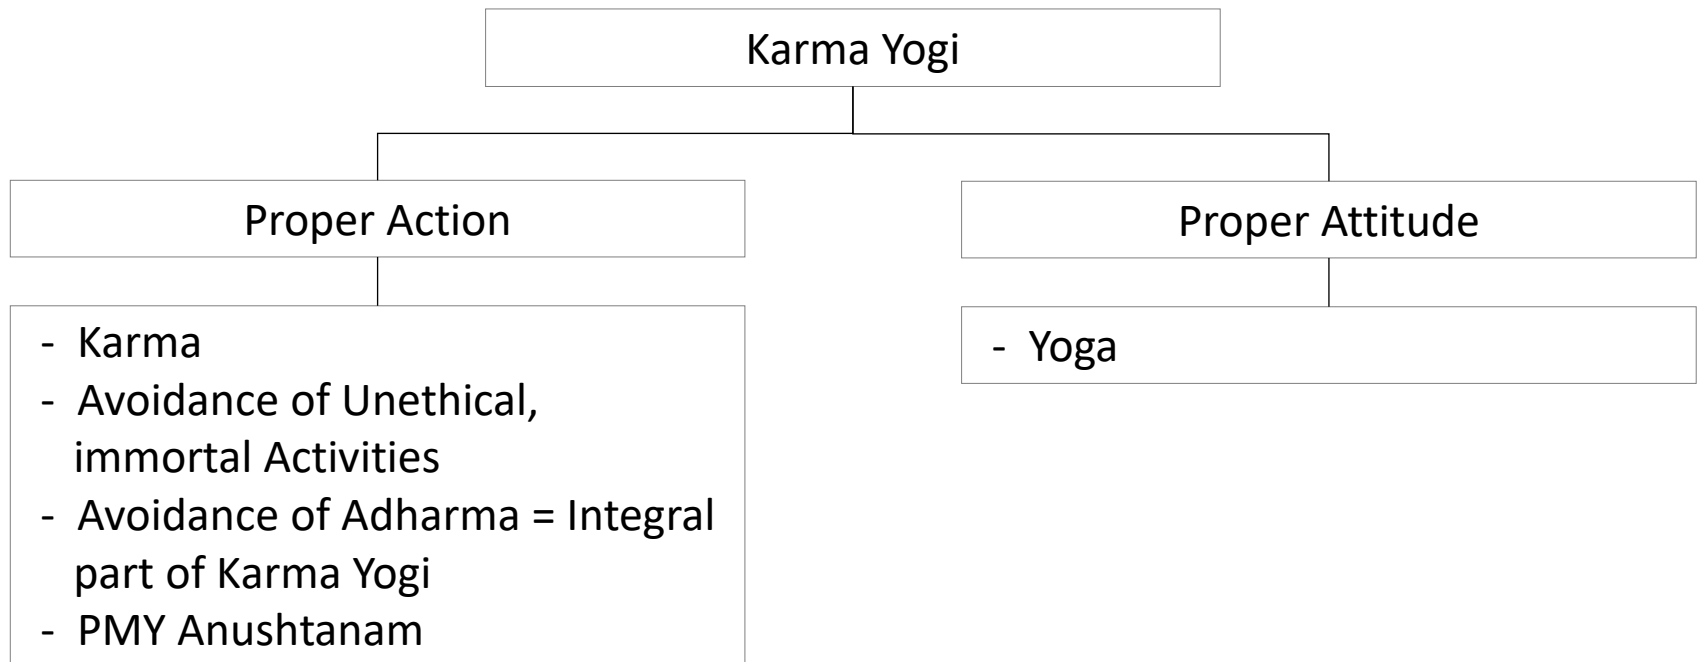 Karma Yogi
Proper Action
Proper Attitude
- Karma
- Avoidance of Unethical,
immortal Activities
- Avoidance of Adharma = Integral
part of Karma Yogi
- PMY Anushtanam
- Yoga